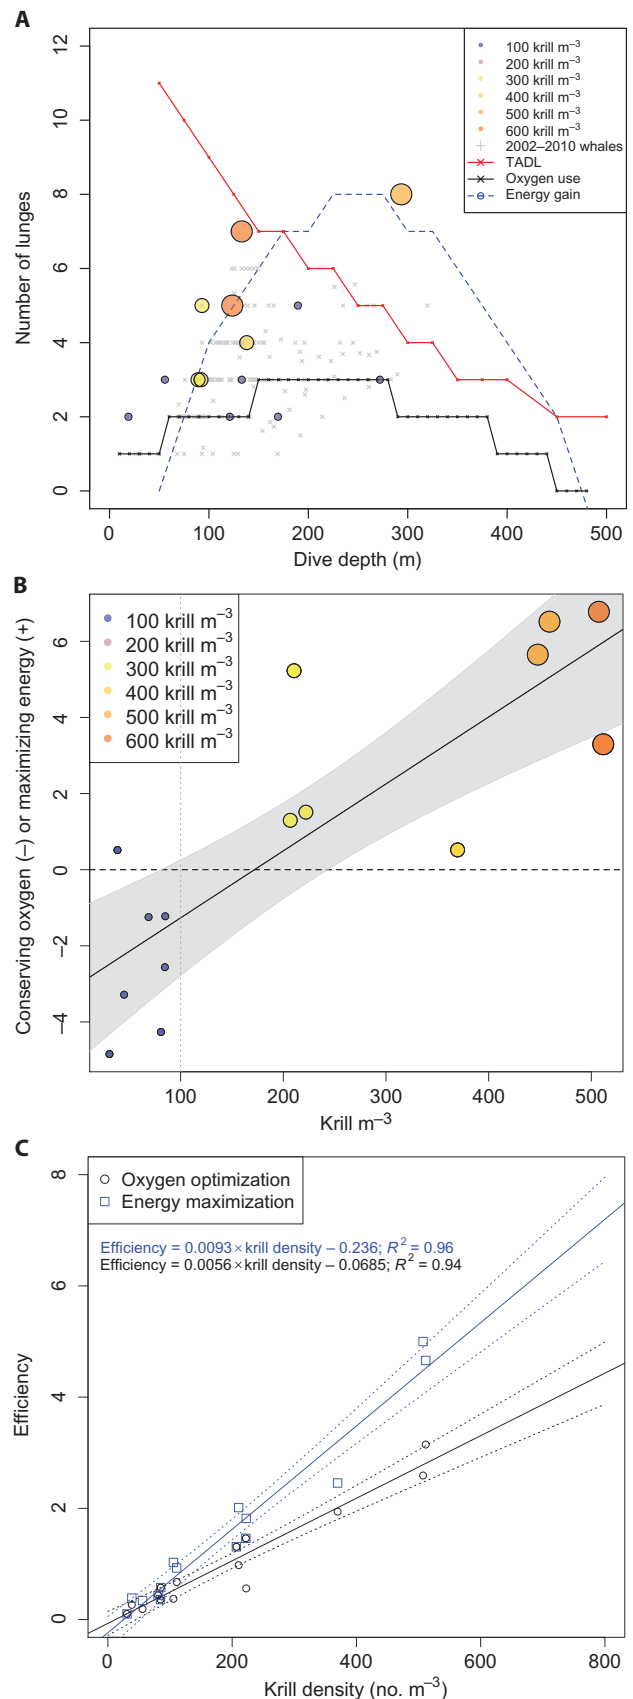 A
12
10
8
6
4
2
0
Number of lunges
100 krill m⁻³
200 krill m⁻³
300 krill m⁻³
400 krill m⁻³
500 krill m⁻³
600 krill m⁻³
2002–2010 whales
TADL
Oxygen use
Energy gain
0 100 200 300 400 500
Dive depth (m)
B
6
4
2
0
−2
−4
Conserving oxygen (−) or maximizing energy (+)
100 krill m⁻³
200 krill m⁻³
300 krill m⁻³
400 krill m⁻³
500 krill m⁻³
600 krill m⁻³
100 200 300 400 500
Krill m⁻³
C
8
6
4
2
0
Efficiency
Oxygen optimization
Energy maximization
Efficiency = 0.0093 × krill density – 0.236; R² = 0.96
Efficiency = 0.0056 × krill density – 0.0685; R² = 0.94
0 200 400 600 800
Krill density (no. m⁻³)